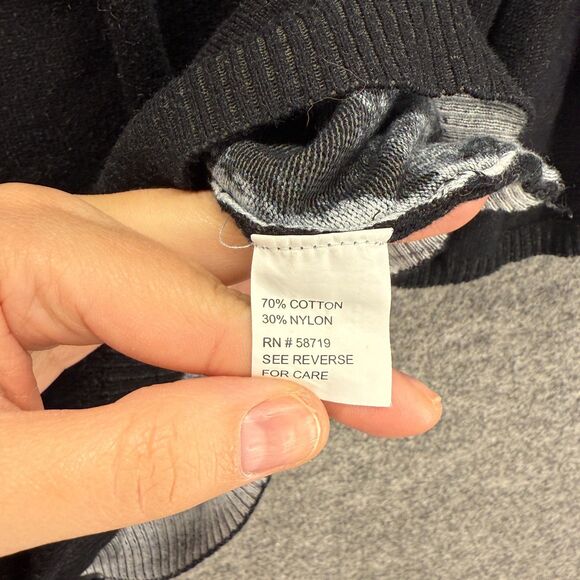 70% COTTON
30% NYLON
RN # 58719
SEE REVERSE
FOR CARE